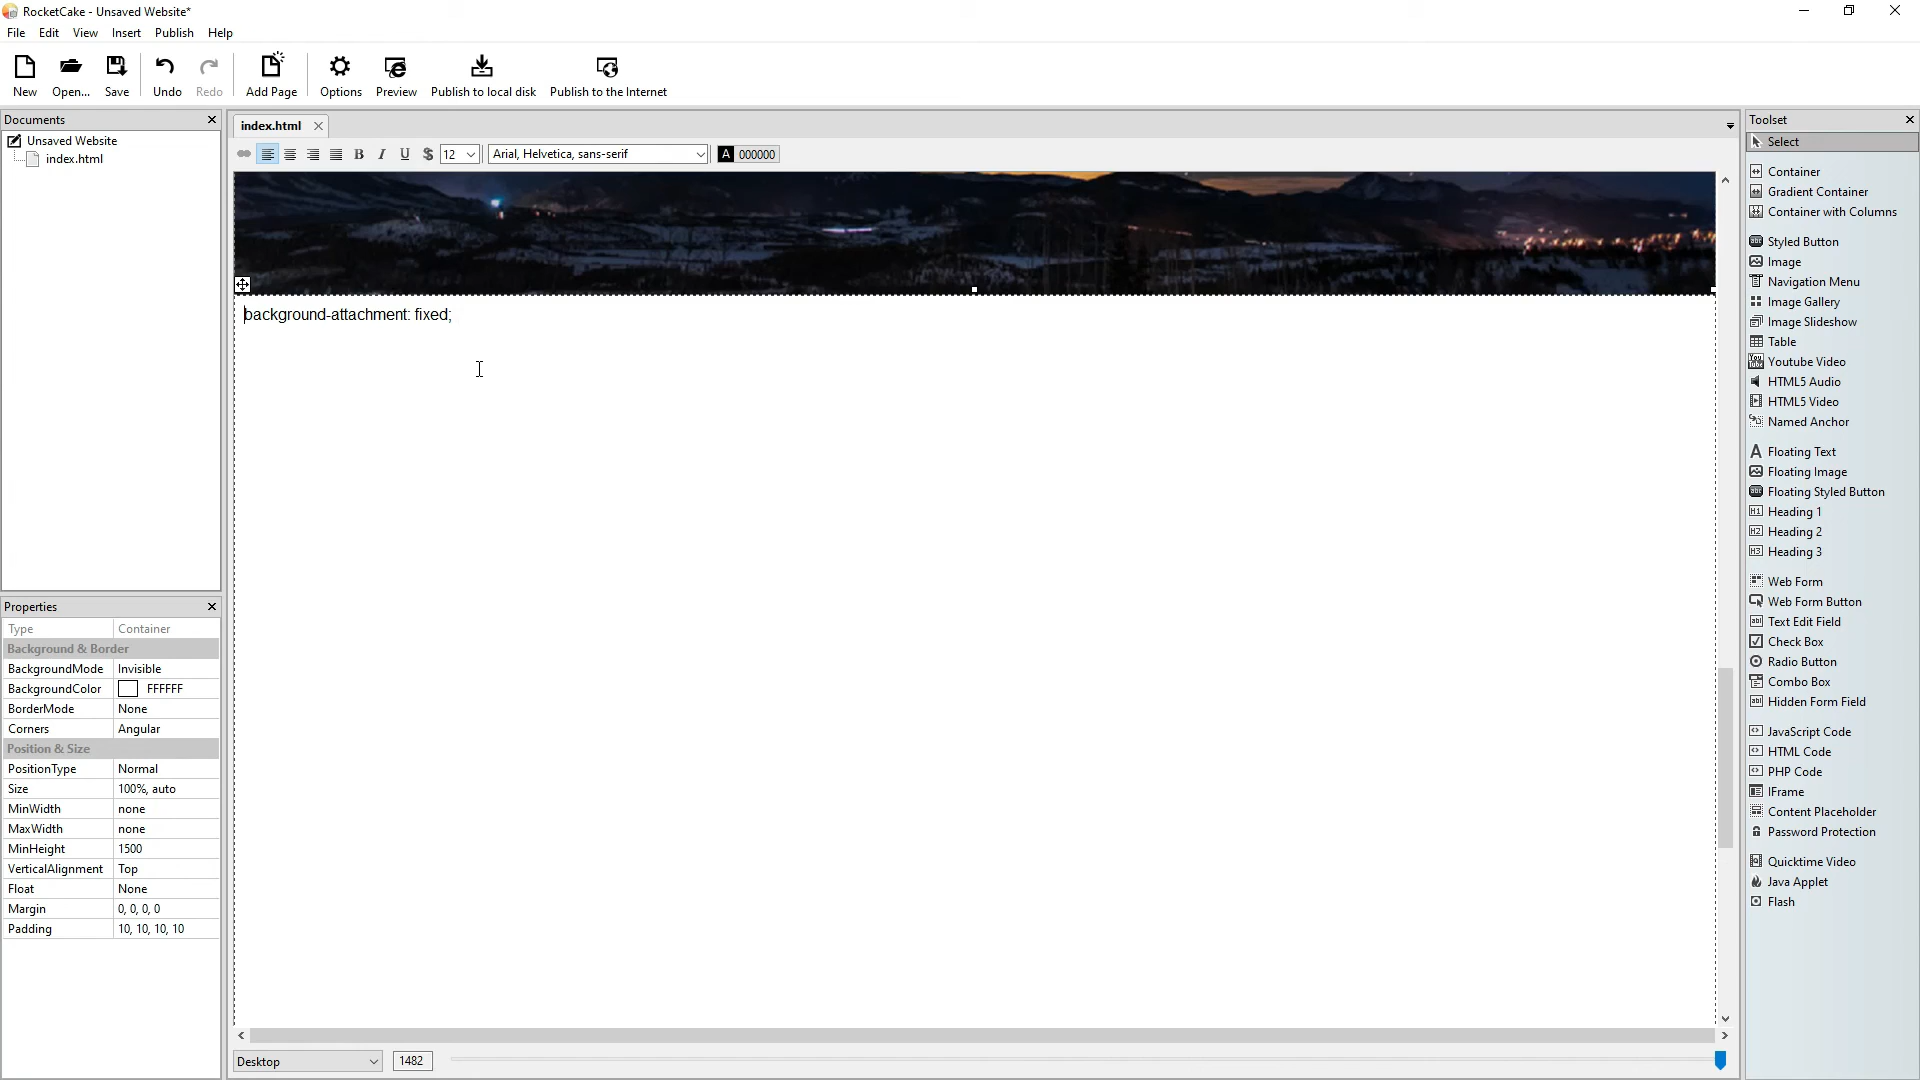 RocketCake - Unsaved Website*
File Edit View Insert Publish Help
New Open... Save Undo Redo Add Page Options Preview Publish to local disk Publish to the Internet
Documents
Unsaved Website
index.html
Properties
Type Container
Background & Border
BackgroundMode Invisible
BackgroundColor FFFFFF
BorderMode None
Corners Angular
Position & Size
PositionType Normal
Size 100%, auto
MinWidth none
MaxWidth none
MinHeight 1500
VerticalAlignment Top
Float None
Margin 0, 0, 0, 0
Padding 10, 10, 10, 10
index.html
B I U $ 12 Arial, Helvetica, sans-serif A 000000
background-attachment: fixed;
Desktop 1482
Toolset
Select
Container
Gradient Container
Container with Columns
Styled Button
Image
Navigation Menu
Image Gallery
Image Slideshow
Table
Youtube Video
HTML5 Audio
HTML5 Video
Named Anchor
A Floating Text
Floating Image
Floating Styled Button
H1 Heading 1
H2 Heading 2
H3 Heading 3
Web Form
Web Form Button
Text Edit Field
Check Box
Radio Button
Combo Box
Hidden Form Field
JavaScript Code
HTML Code
PHP Code
IFrame
Content Placeholder
Password Protection
Quicktime Video
Java Applet
Flash